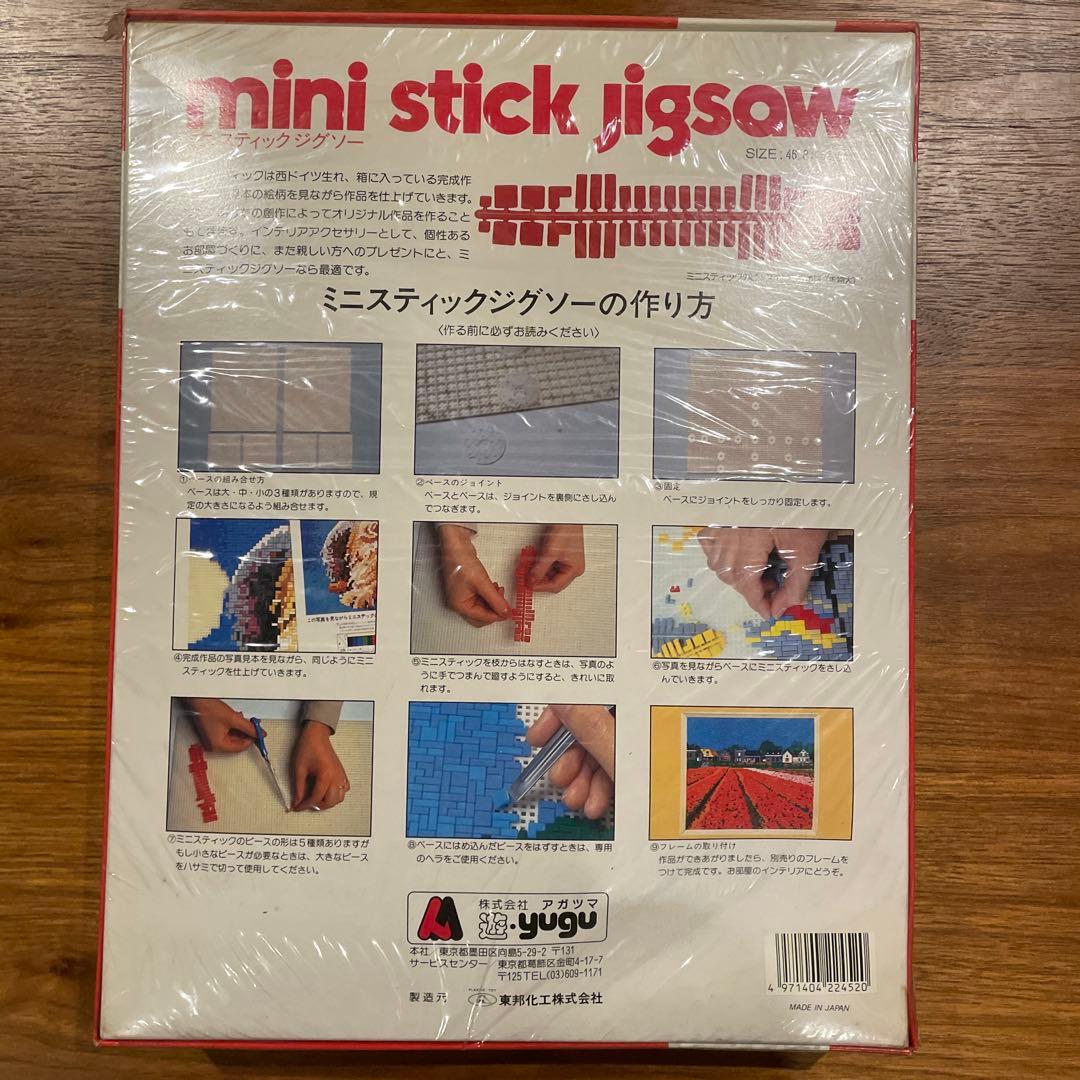 mini stick jigsaw
スティックジグソー
SIZE:
ィックは西ドイツ生れ、箱に入っている完成作
本の絵柄を見ながら作品を仕上げていきます。
の創作によってオリジナル作品を作ること
もできます。インテリアアクセサリーとして、個性ある
お部屋づくりに、また親しい方へのプレゼントにと、ミ
ニスティックジグソーなら最適です。
ミニスティック
ミニスティックジグソーの作り方
〈作る前に必ずお読みください〉
①ベースの組み合せ方
ベースは大・中・小の3種類がありますので、規
定の大きさになるよう組み合せます。
②ベースのジョイント
ベースとベースは、ジョイントを裏側にさし込ん
でつなぎます。
③固定
ベースにジョイントをしっかり固定します。
この写真を見ながらミニスティック
④完成作品の写真見本を見ながら、同じようにミニ
スティックを仕上げていきます。
⑤ミニスティックを枝からはなすときは、写真のよ
うに手でつまんで廻すようにすると、きれいに取
れます。
⑥写真を見ながらベースにミニスティックをさし込
んでいきます。
⑦ミニスティックのピースの形は5種類ありますが
もし小さなピースが必要なときは、大きなピース
をハサミで切って使用してください。
⑧ベースにはめ込んだピースをはずすときは、専用
のヘラをご使用ください。
⑨フレームの取り付け
作品ができあがりましたら、別売りのフレームを
つけて完成です。お部屋のインテリアにどうぞ。
株式会社 アガツマ
遊・yugu
本社 東京都墨田区向島5-29-2 〒131
サービスセンター 東京都葛飾区金町4-17-7
〒125 TEL(03)609-1171
製造元 PLASTIC TOY 東邦化工株式会社
4 971404 224520
MADE IN JAPAN